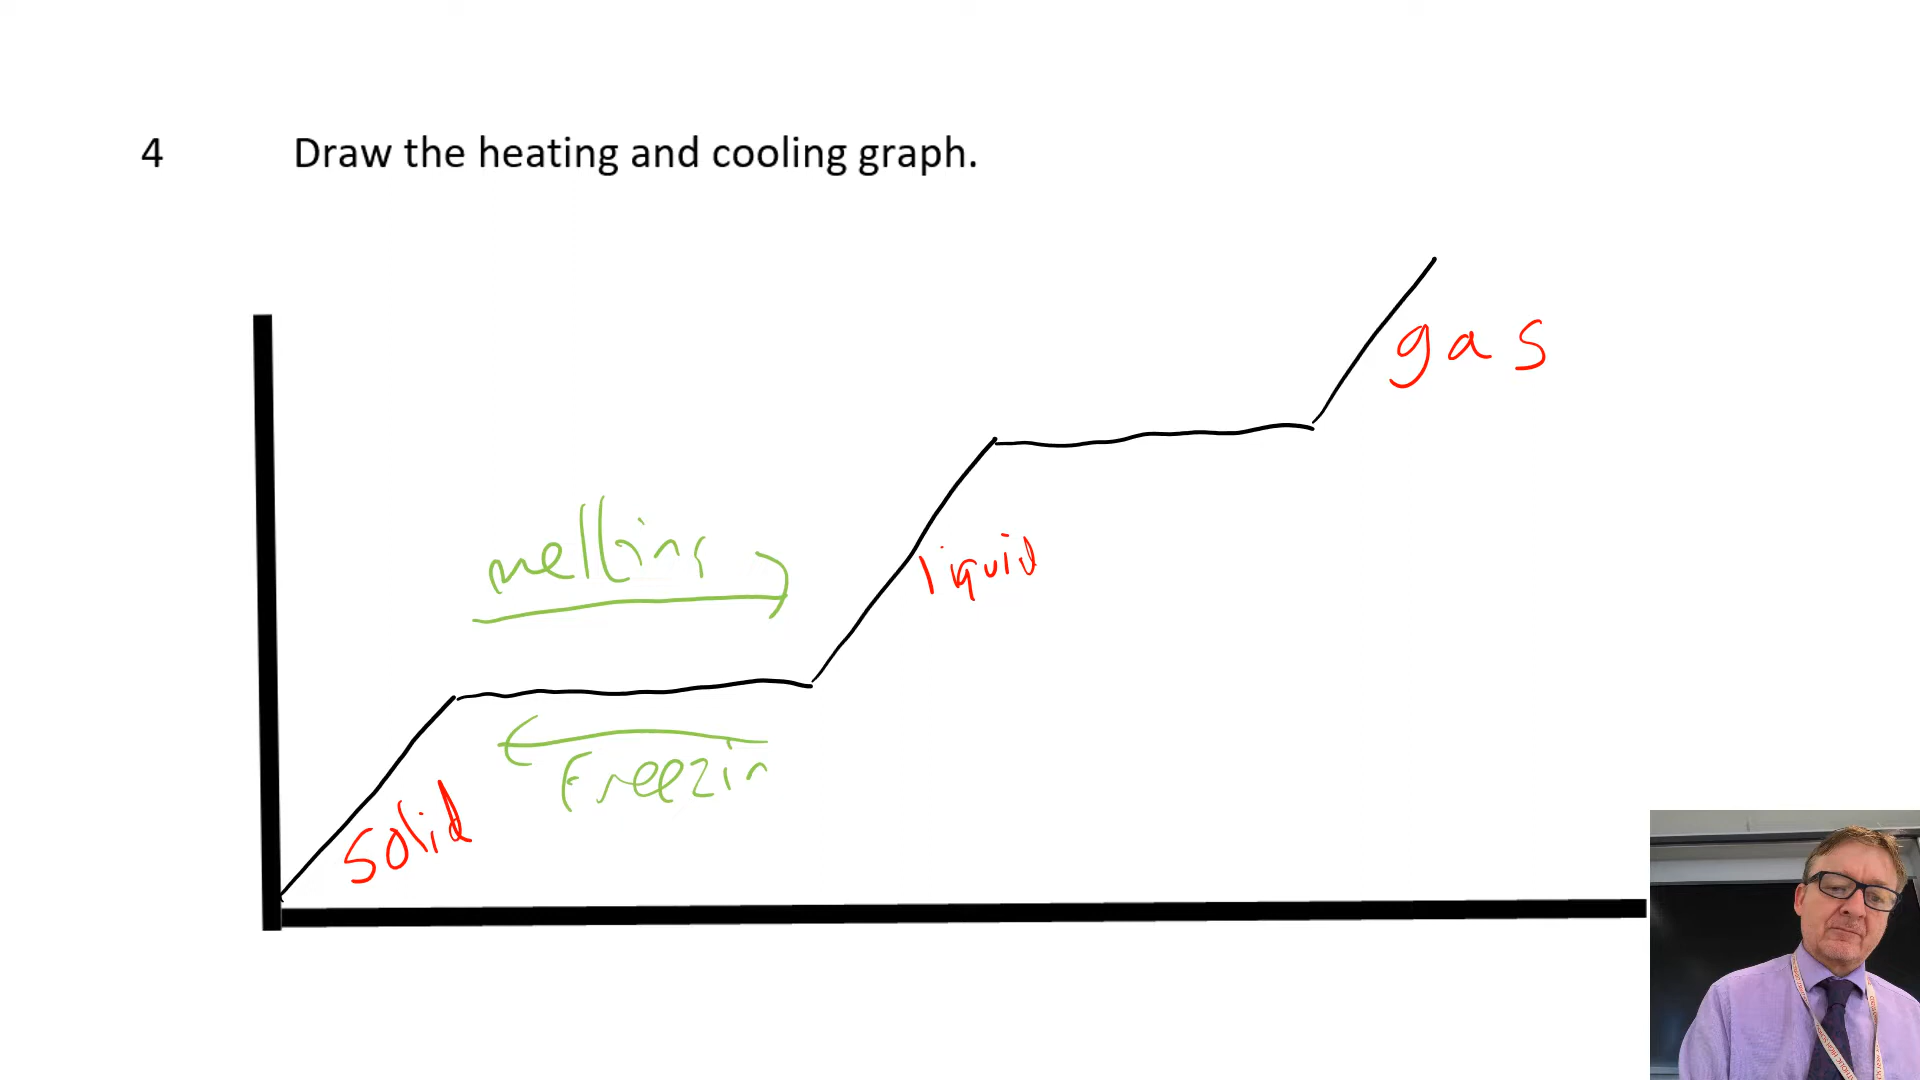 4 Draw the heating and cooling graph.
gas
melting
liquid
Freezin
solid